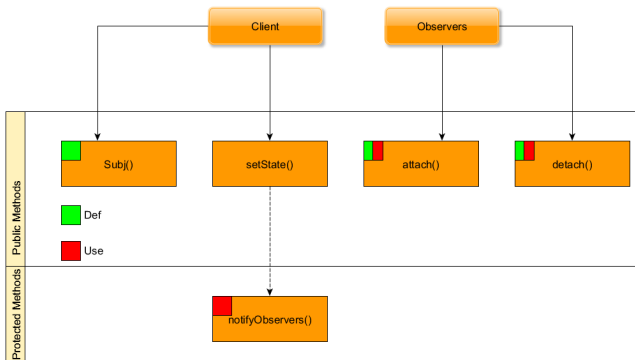 Client
Observers
Public Methods
Subj()
setState()
attach()
detach()
Def
Use
Protected Methods
notifyObservers()